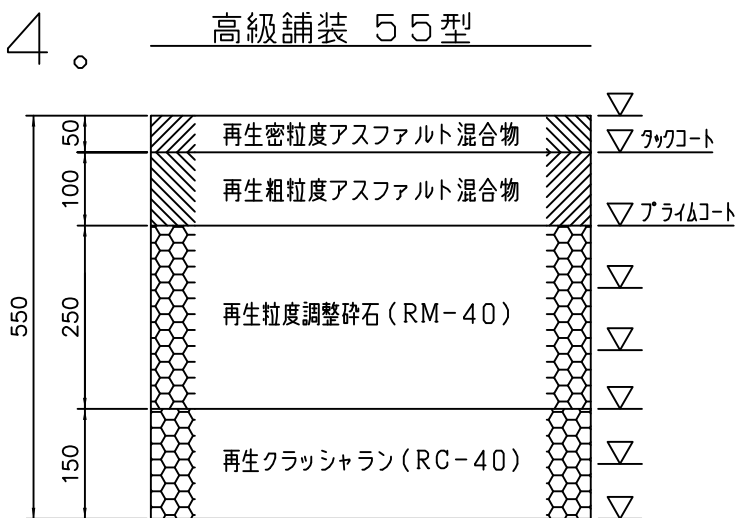 4。
高級舗装 55型
50
再生密粒度アスファルト混合物
タックコート
100
再生粗粒度アスファルト混合物
プライムコート
550
250
再生粒度調整砕石(RM-40)
150
再生クラッシャラン(RC-40)